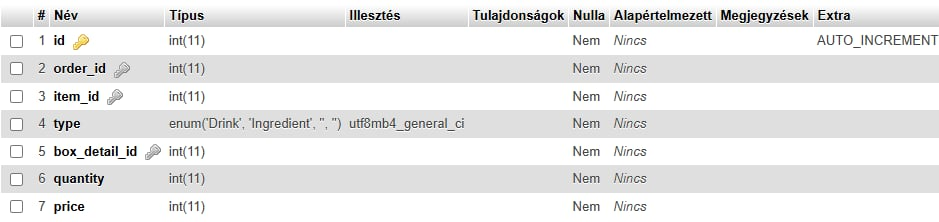 # Név Típus Illesztés Tulajdonságok Nulla Alapértelmezett Megjegyzések Extra
1 id int(11) Nem Nincs AUTO_INCREMENT
2 order_id int(11) Nem Nincs
3 item_id int(11) Nem Nincs
4 type enum('Drink', 'Ingredient', '', '') utf8mb4_general_ci Nem Nincs
5 box_detail_id int(11) Nem Nincs
6 quantity int(11) Nem Nincs
7 price int(11) Nem Nincs